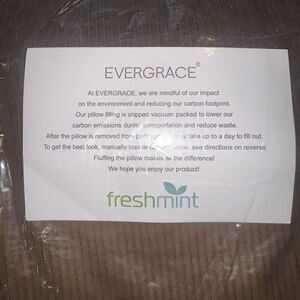 EVERGRACE®
At EVERGRACE, we are mindful of our impact
on the environment and reducing our carbon footprint.
Our pillow filling is shipped vacuum packed to lower our
carbon emissions during transportation and reduce waste.
After the pillow is removed from may take up to a day to fill out.
To get the best look, manually toss or pillow, see directions on reverse.
Fluffing the pillow makes the difference!
We hope you enjoy our product!
freshmint